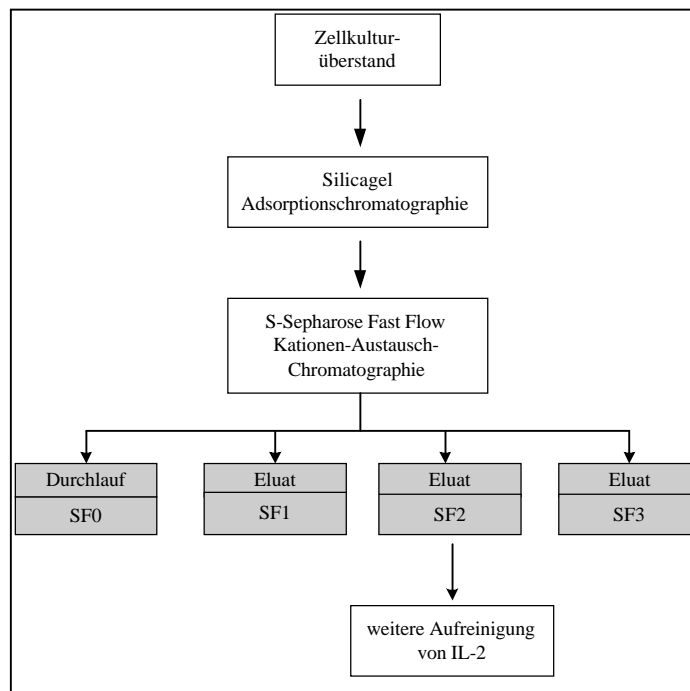 Zellkultur-
überstand
Silicagel
Adsorptionschromatographie
S-Sepharose Fast Flow
Kationen-Austausch-
Chromatographie
Durchlauf
SF0
Eluat
SF1
Eluat
SF2
Eluat
SF3
weitere Aufreinigung
von IL-2